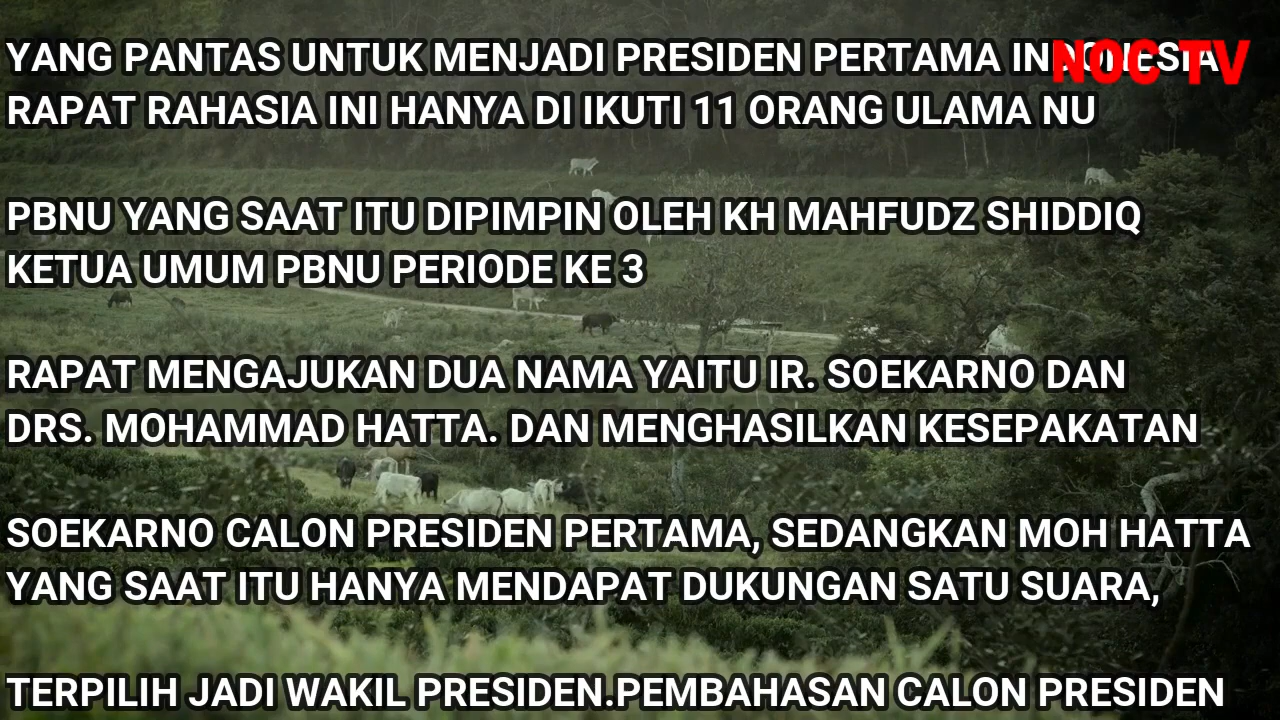 YANG PANTAS UNTUK MENJADI PRESIDEN PERTAMA INDONESIA
NOC TV
RAPAT RAHASIA INI HANYA DI IKUTI 11 ORANG ULAMA NU
PBNU YANG SAAT ITU DIPIMPIN OLEH KH MAHFUDZ SHIDDIQ
KETUA UMUM PBNU PERIODE KE 3
RAPAT MENGAJUKAN DUA NAMA YAITU IR. SOEKARNO DAN
DRS. MOHAMMAD HATTA. DAN MENGHASILKAN KESEPAKATAN
SOEKARNO CALON PRESIDEN PERTAMA, SEDANGKAN MOH HATTA
YANG SAAT ITU HANYA MENDAPAT DUKUNGAN SATU SUARA,
TERPILIH JADI WAKIL PRESIDEN.PEMBAHASAN CALON PRESIDEN